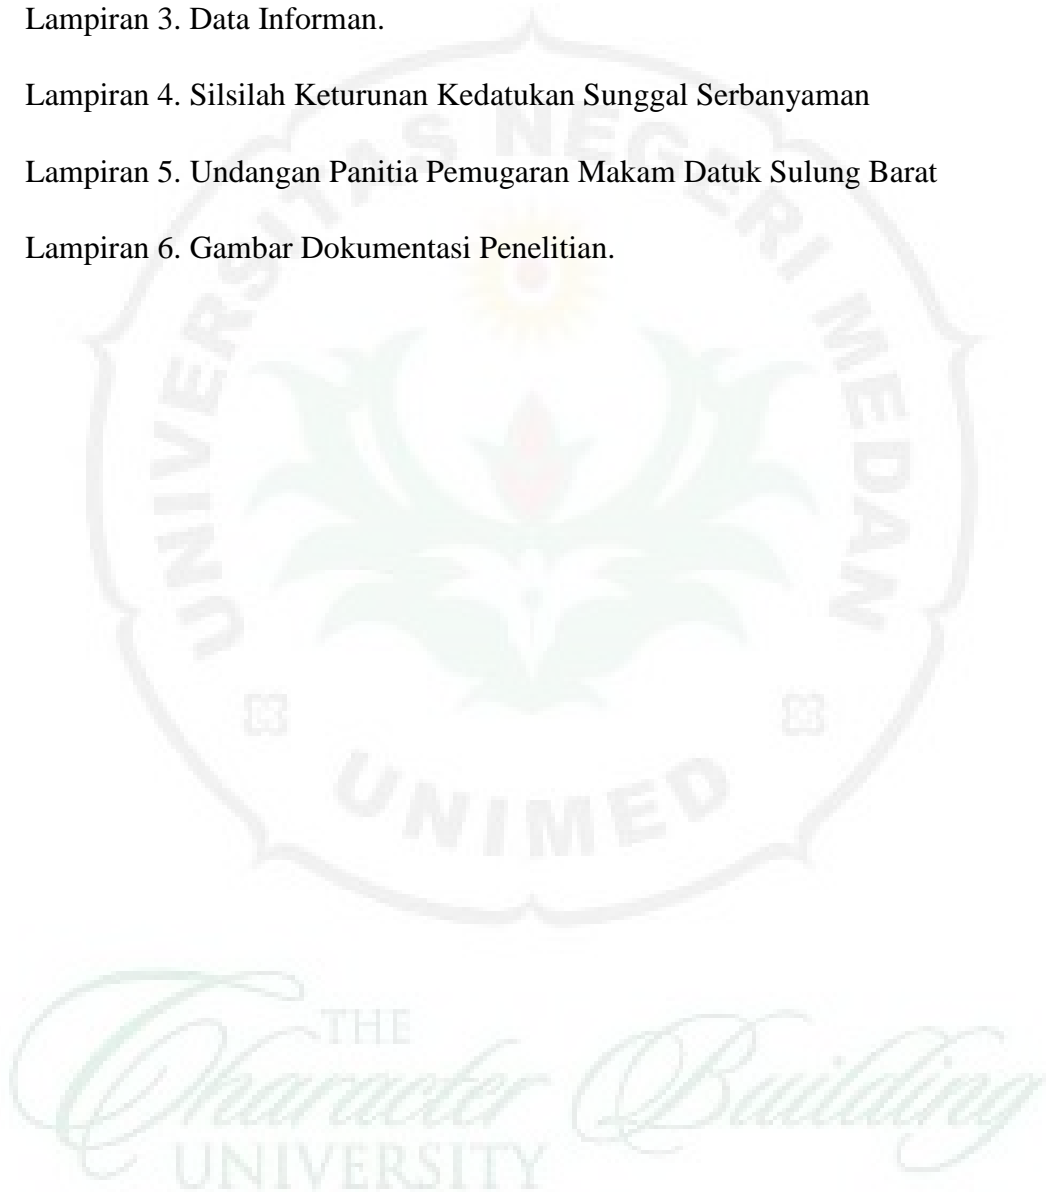 Lampiran 3. Data Informan.
Lampiran 4. Silsilah Keturunan Kedatukan Sunggal Serbanyaman
Lampiran 5. Undangan Panitia Pemugaran Makam Datuk Sulung Barat
Lampiran 6. Gambar Dokumentasi Penelitian.
UNIVERSITAS NEGERI MEDAN
UNIMED
THE
Character Building
UNIVERSITY